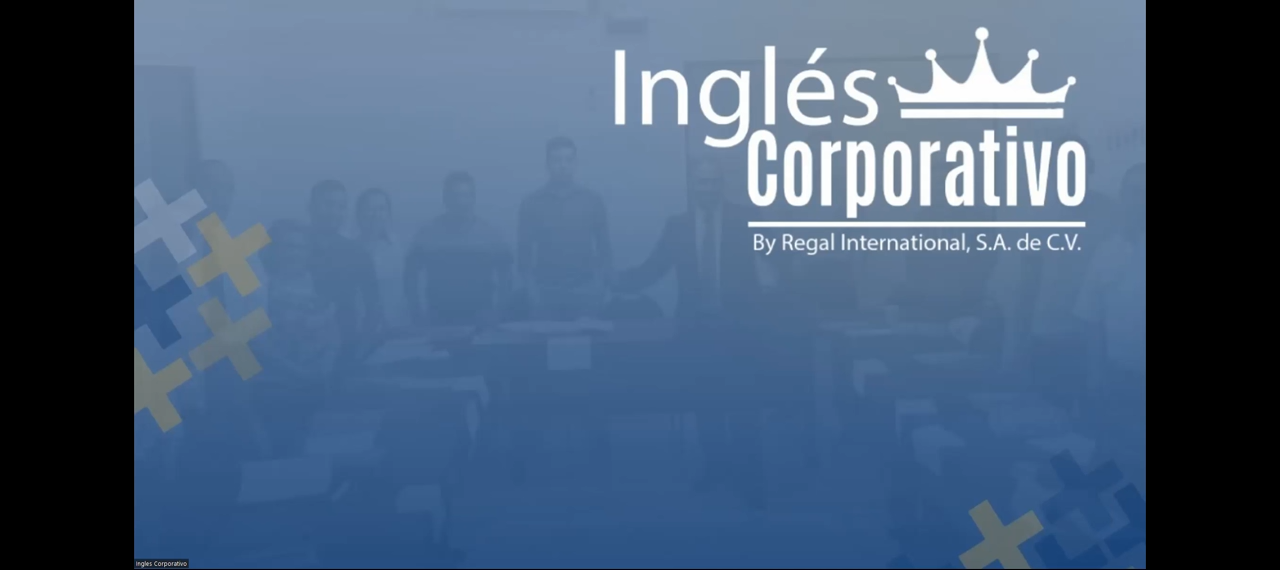 Inglés
Corporativo
By Regal International, S.A. de C.V.
Ingles Corporativo